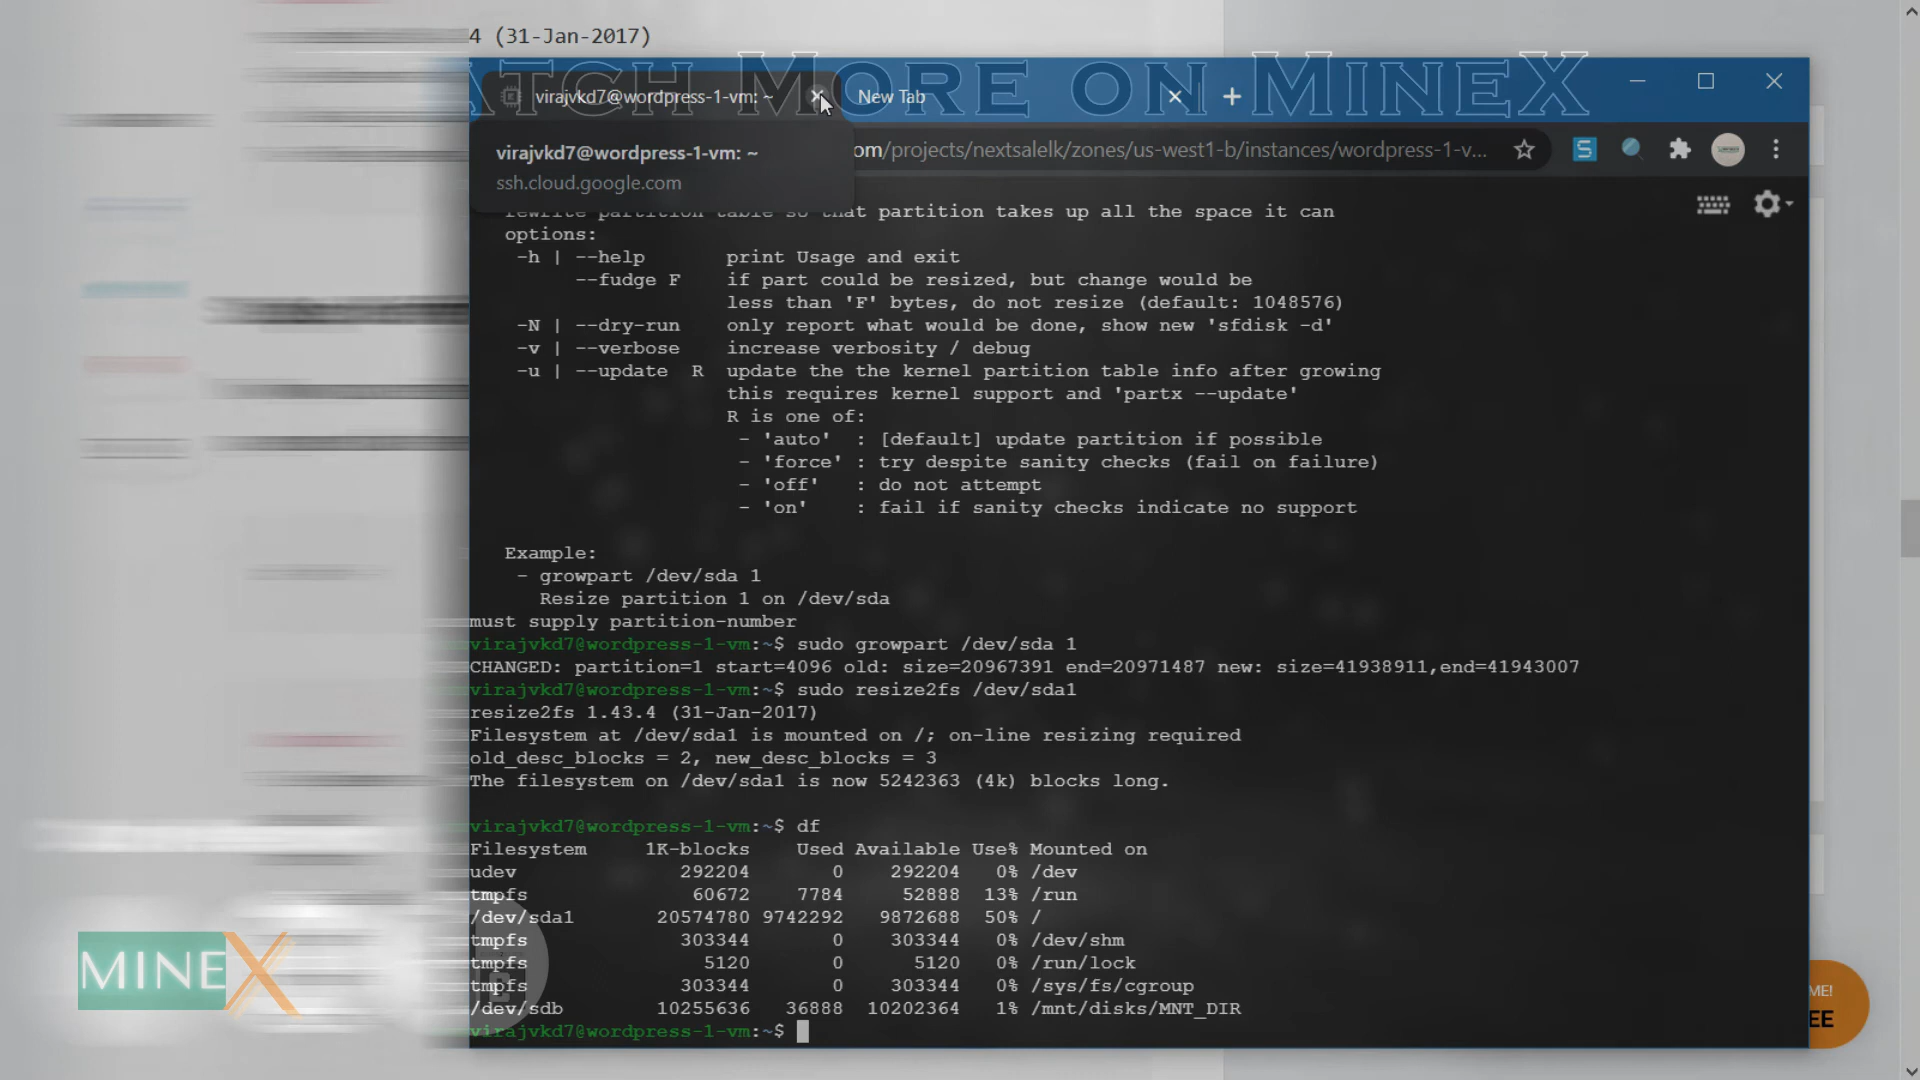 4 (31-Jan-2017)
ATCH MORE ON MINEX
virajvkd7@wordpress-1-vm: ~
New Tab
virajvkd7@wordpress-1-vm: ~
ssh.cloud.google.com
om/projects/nextsalelk/zones/us-west1-b/instances/wordpress-1-v...
rewrite partition table so that partition takes up all the space it can
options:
-h | --help print Usage and exit
--fudge F if part could be resized, but change would be
less than 'F' bytes, do not resize (default: 1048576)
-N | --dry-run only report what would be done, show new 'sfdisk -d'
-v | --verbose increase verbosity / debug
-u | --update R update the the kernel partition table info after growing
this requires kernel support and 'partx --update'
R is one of:
- 'auto' : [default] update partition if possible
- 'force' : try despite sanity checks (fail on failure)
- 'off' : do not attempt
- 'on' : fail if sanity checks indicate no support
Example:
- growpart /dev/sda 1
Resize partition 1 on /dev/sda
must supply partition-number
virajvkd7@wordpress-1-vm:~$ sudo growpart /dev/sda 1
CHANGED: partition=1 start=4096 old: size=20967391 end=20971487 new: size=41938911,end=41943007
virajvkd7@wordpress-1-vm:~$ sudo resize2fs /dev/sda1
resize2fs 1.43.4 (31-Jan-2017)
Filesystem at /dev/sda1 is mounted on /; on-line resizing required
old_desc_blocks = 2, new_desc_blocks = 3
The filesystem on /dev/sda1 is now 5242363 (4k) blocks long.
virajvkd7@wordpress-1-vm:~$ df
Filesystem 1K-blocks Used Available Use% Mounted on
udev 292204 0 292204 0% /dev
tmpfs 60672 7784 52888 13% /run
/dev/sda1 20574780 9742292 9872688 50% /
tmpfs 303344 0 303344 0% /dev/shm
tmpfs 5120 0 5120 0% /run/lock
tmpfs 303344 0 303344 0% /sys/fs/cgroup
/dev/sdb 10255636 36888 10202364 1% /mnt/disks/MNT_DIR
virajvkd7@wordpress-1-vm:~$
MINEX
ME!
EE